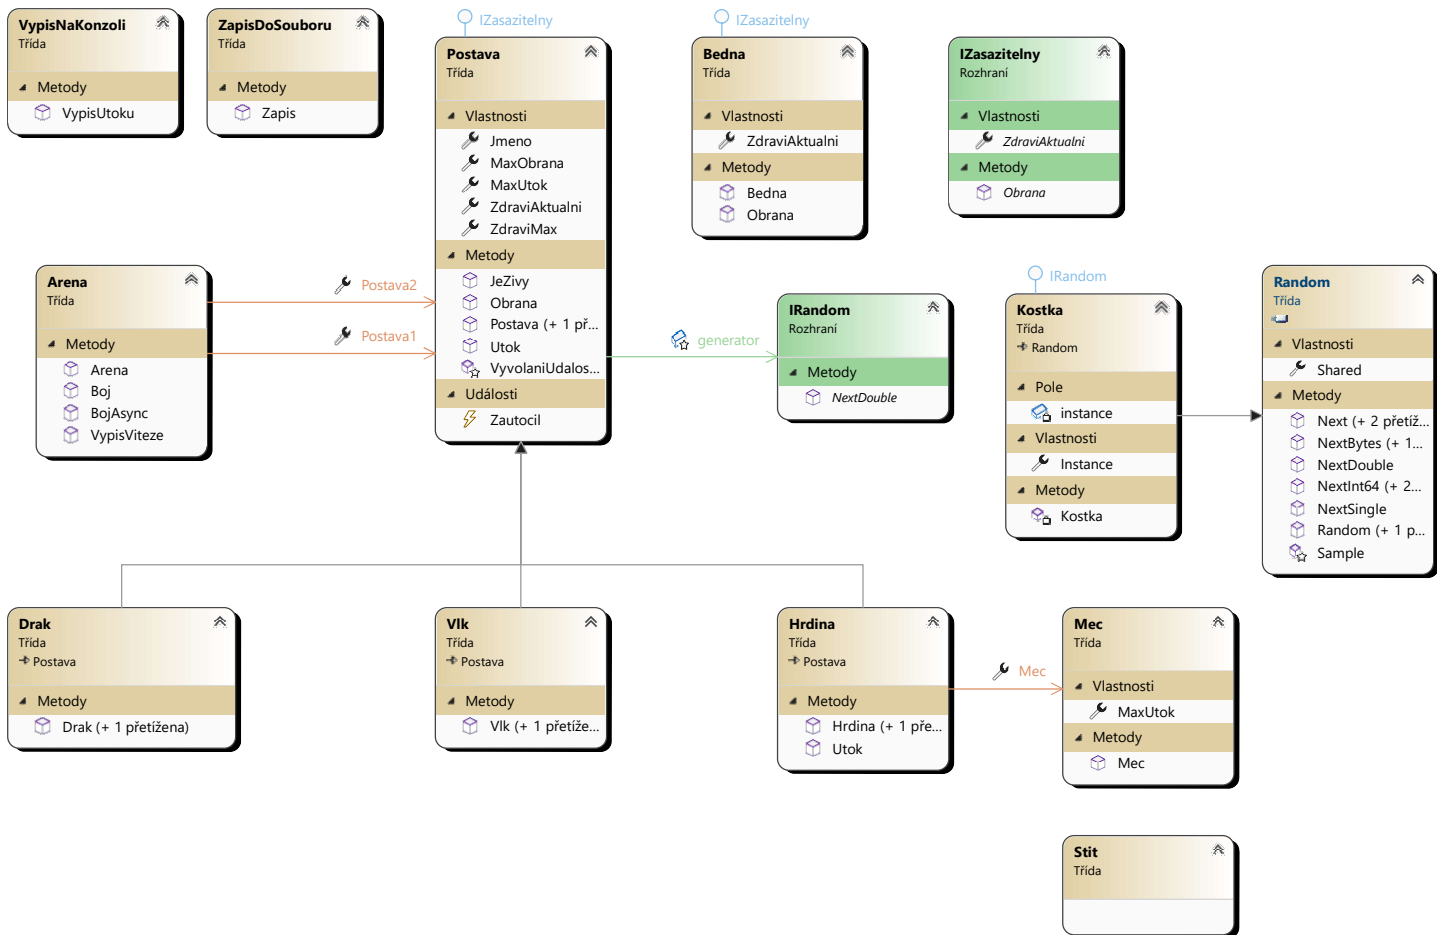 VypisNaKonzoli
Třída
Metody
VypisUtoku
ZapisDoSouboru
Třída
Metody
Zapis
IZasazitelny
Postava
Třída
Vlastnosti
Jmeno
MaxObrana
MaxUtok
ZdraviAktualni
ZdraviMax
Metody
JeZivy
Obrana
Postava (+ 1 př...
Utok
VyvolaniUdalos...
Události
Zautocil
IZasazitelny
Bedna
Třída
Vlastnosti
ZdraviAktualni
Metody
Bedna
Obrana
IZasazitelny
Rozhraní
Vlastnosti
ZdraviAktualni
Metody
Obrana
Arena
Třída
Metody
Arena
Boj
BojAsync
VypisViteze
Postava2
Postava1
generator
IRandom
Rozhraní
Metody
NextDouble
IRandom
Kostka
Třída
Random
Pole
instance
Vlastnosti
Instance
Metody
Kostka
Random
Třída
Vlastnosti
Shared
Metody
Next (+ 2 přetíž...
NextBytes (+ 1...
NextDouble
NextInt64 (+ 2...
NextSingle
Random (+ 1 p...
Sample
Drak
Třída
Postava
Metody
Drak (+ 1 přetížena)
Vlk
Třída
Postava
Metody
Vlk (+ 1 přetíže...
Hrdina
Třída
Postava
Metody
Hrdina (+ 1 pře...
Utok
Mec
Mec
Třída
Vlastnosti
MaxUtok
Metody
Mec
Stit
Třída